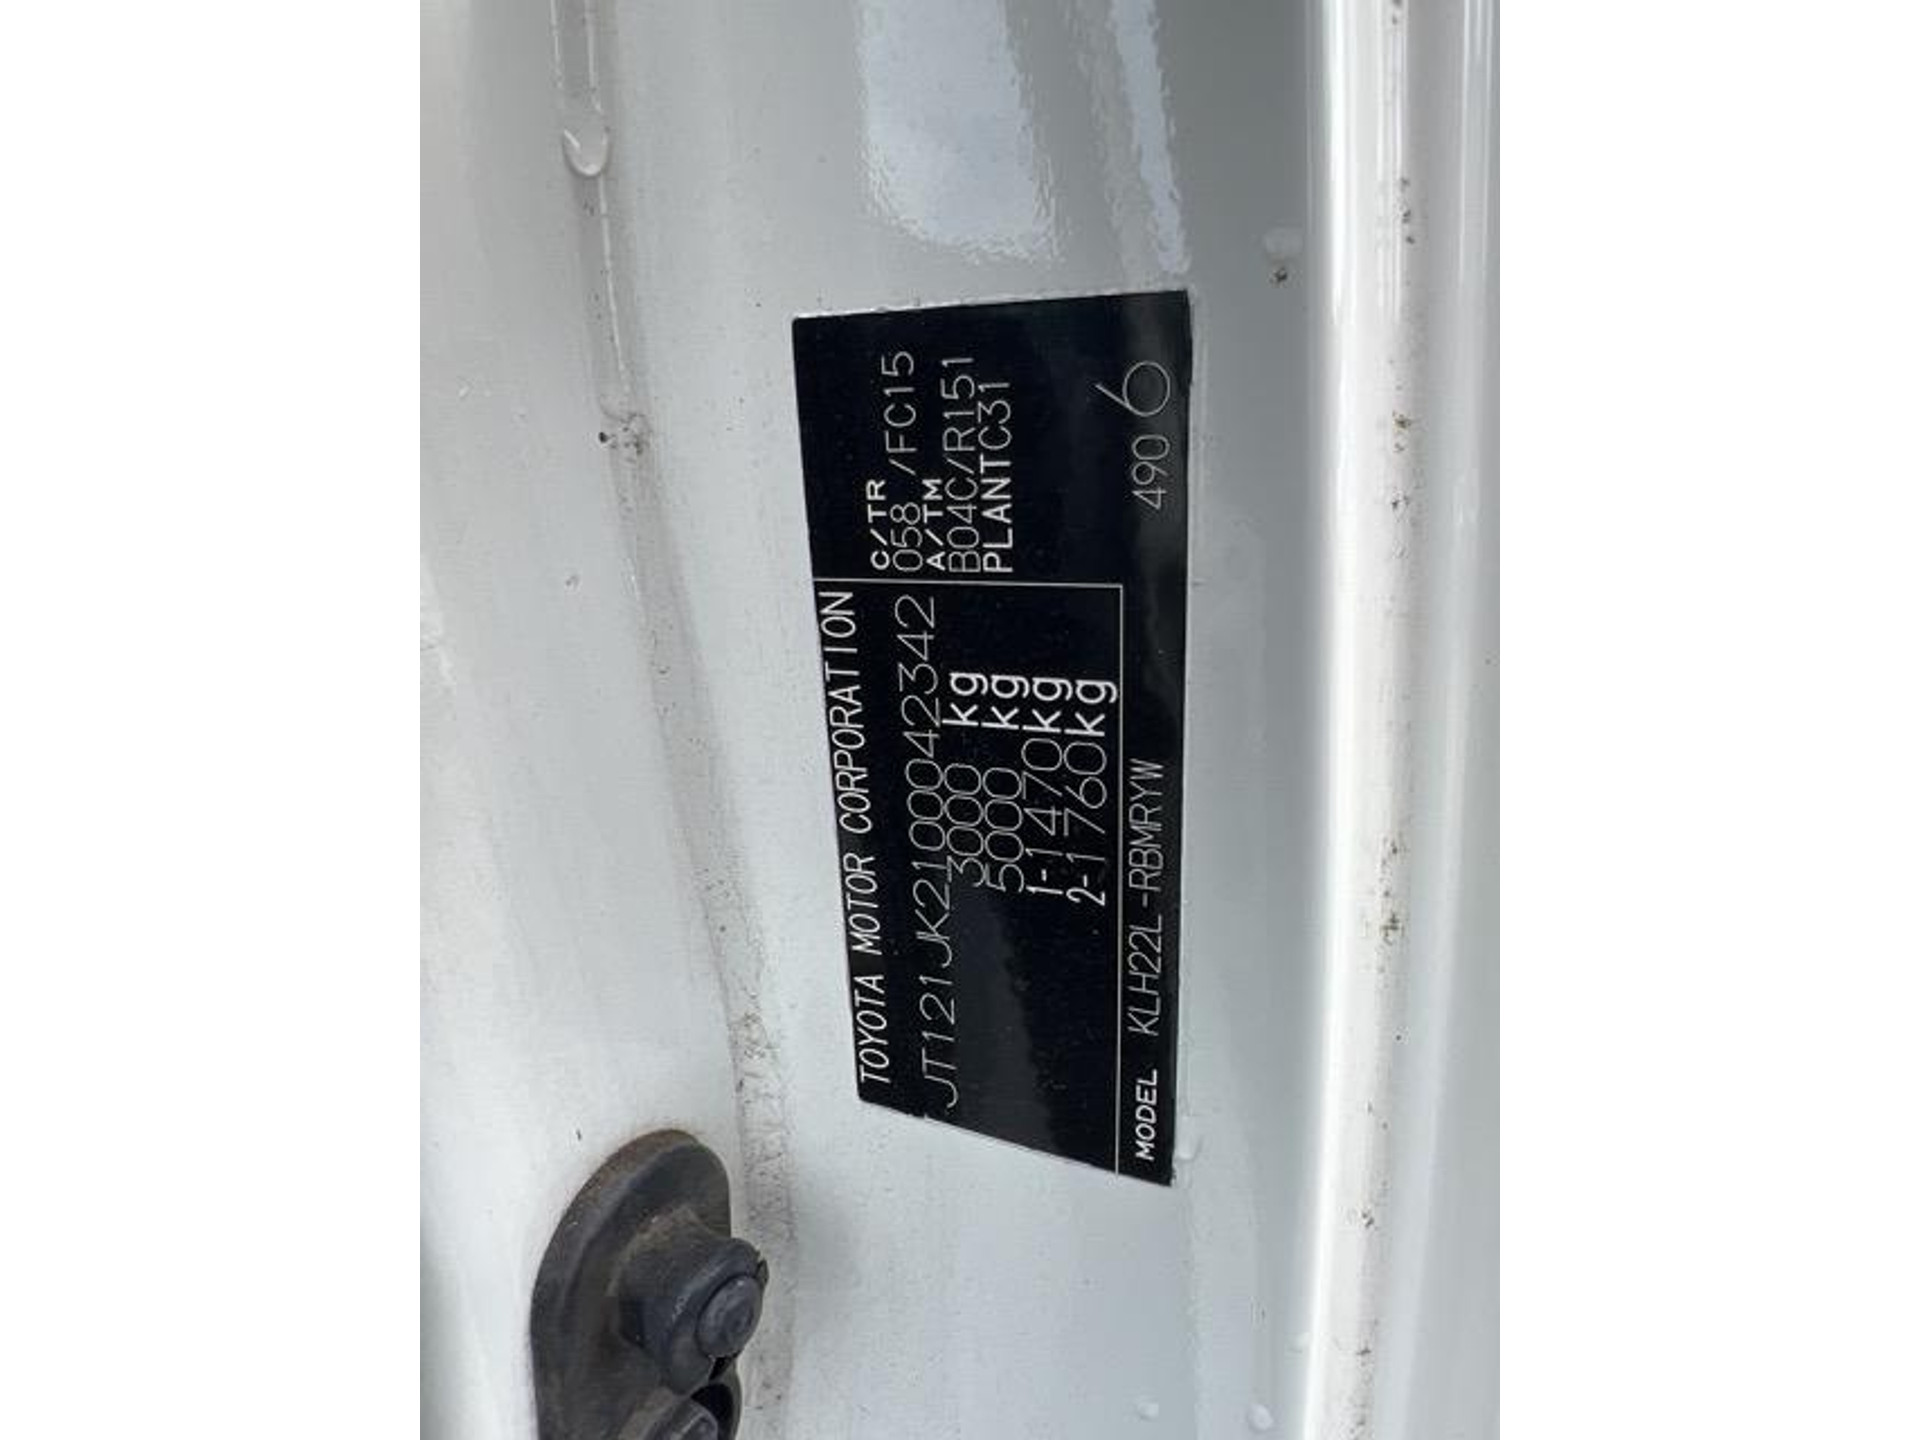 TOYOTA MOTOR CORPORATION
JT121JK2100042342
3000 kg
5000 kg
1-1470kg
2-1760kg
C/TR
058 /FC15
A/TM
B04C/R151
PLANTC31
MODEL KLH22L-RBMRYW
490 6